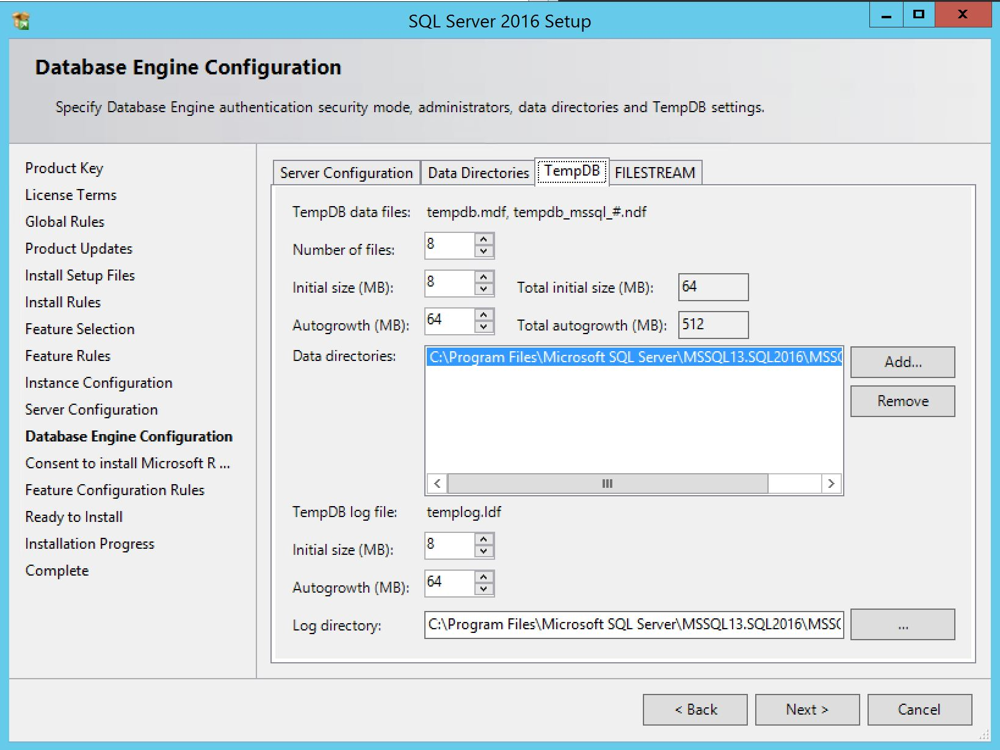 SQL Server 2016 Setup
Database Engine Configuration
Specify Database Engine authentication security mode, administrators, data directories and TempDB settings.
Product Key
License Terms
Global Rules
Product Updates
Install Setup Files
Install Rules
Feature Selection
Feature Rules
Instance Configuration
Server Configuration
Database Engine Configuration
Consent to install Microsoft R ...
Feature Configuration Rules
Ready to Install
Installation Progress
Complete
Server Configuration Data Directories TempDB FILESTREAM
TempDB data files: tempdb.mdf, tempdb_mssql_#.ndf
Number of files: 8
Initial size (MB): 8 Total initial size (MB): 64
Autogrowth (MB): 64 Total autogrowth (MB): 512
Data directories: C:\Program Files\Microsoft SQL Server\MSSQL13.SQL2016\MSSQ
Add...
Remove
TempDB log file: templog.ldf
Initial size (MB): 8
Autogrowth (MB): 64
Log directory: C:\Program Files\Microsoft SQL Server\MSSQL13.SQL2016\MSSQ ...
< Back Next > Cancel